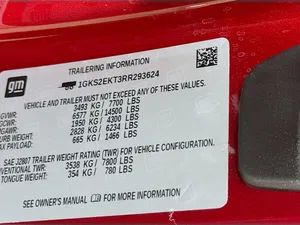 gm
TRAILERING INFORMATION
1GKS2EKT3RR293624
VEHICLE AND TRAILER MUST NOT EXCEED ANY OF THESE:
GVWR: 3493 KG / 7700 LBS
GCWR: 6577 KG / 14500 LBS
GAWR: 1950 KG / 4300 LBS
GAWR: 2828 KG / 6234 LBS
CURB WEIGHT: 665 KG / 1466 LBS
MAX PAYLOAD:
SAE J2807 TRAILER WEIGHT RATING (TWR) FOR VEHICLE CONFIGURATION.
CONVENTIONAL TWR: 3538 KG / 7800 LBS
TONGUE WEIGHT: 354 KG / 780 LBS
SEE OWNER'S MANUAL FOR MORE INFORMATION